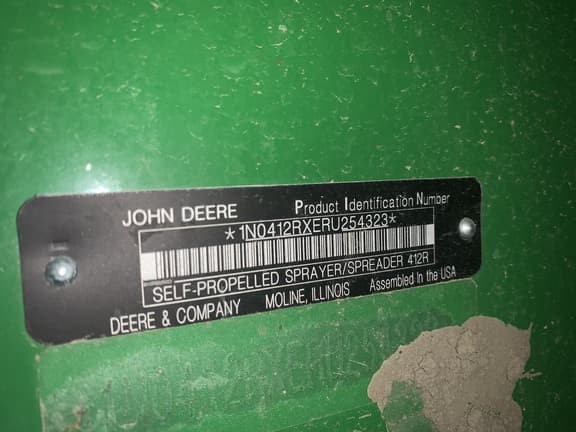 JOHN DEERE Product Identification Number
*1N0412RXERU254323*
SELF-PROPELLED SPRAYER/SPREADER 412R
DEERE & COMPANY MOLINE, ILLINOIS Assembled in the USA